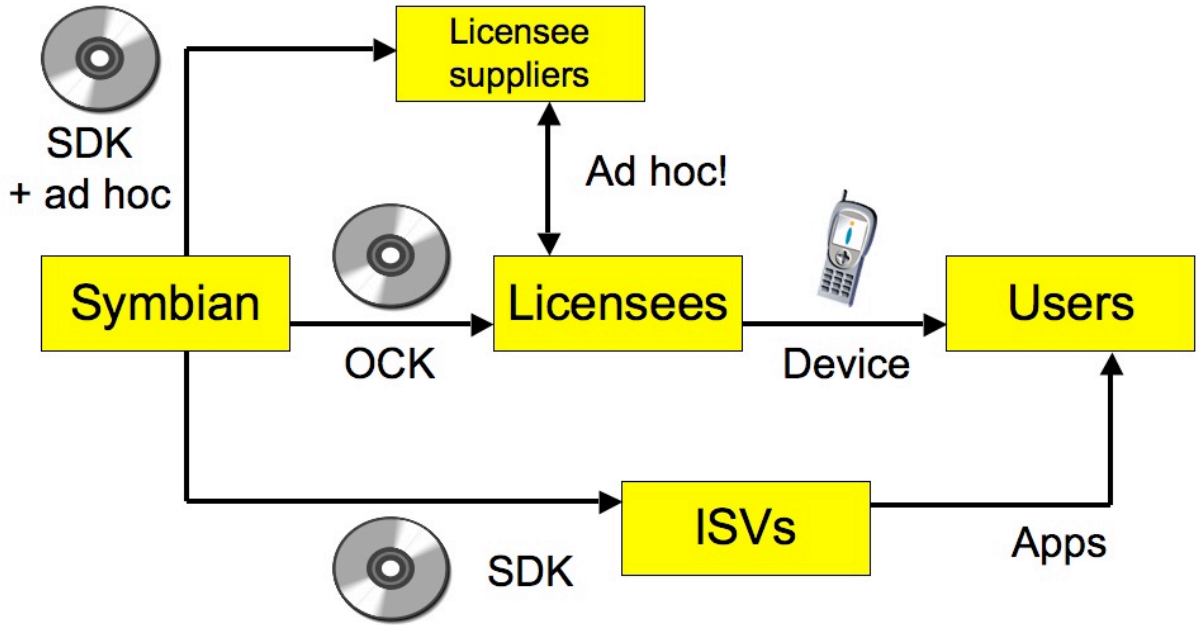 Licensee
suppliers
SDK
+ ad hoc
Ad hoc!
Symbian
Licensees
Users
OCK
Device
ISVs
SDK
Apps